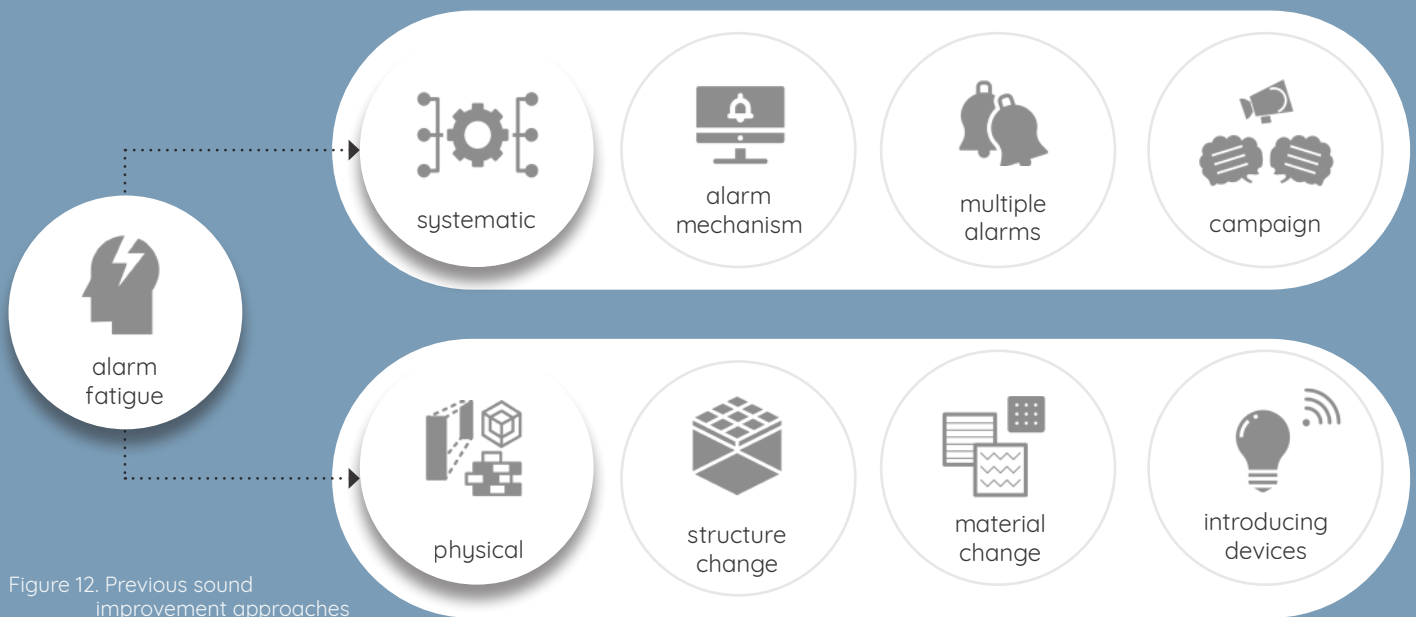 alarm
fatigue
systematic
alarm
mechanism
multiple
alarms
campaign
physical
structure
change
material
change
introducing
devices
Figure 12. Previous sound
improvement approaches